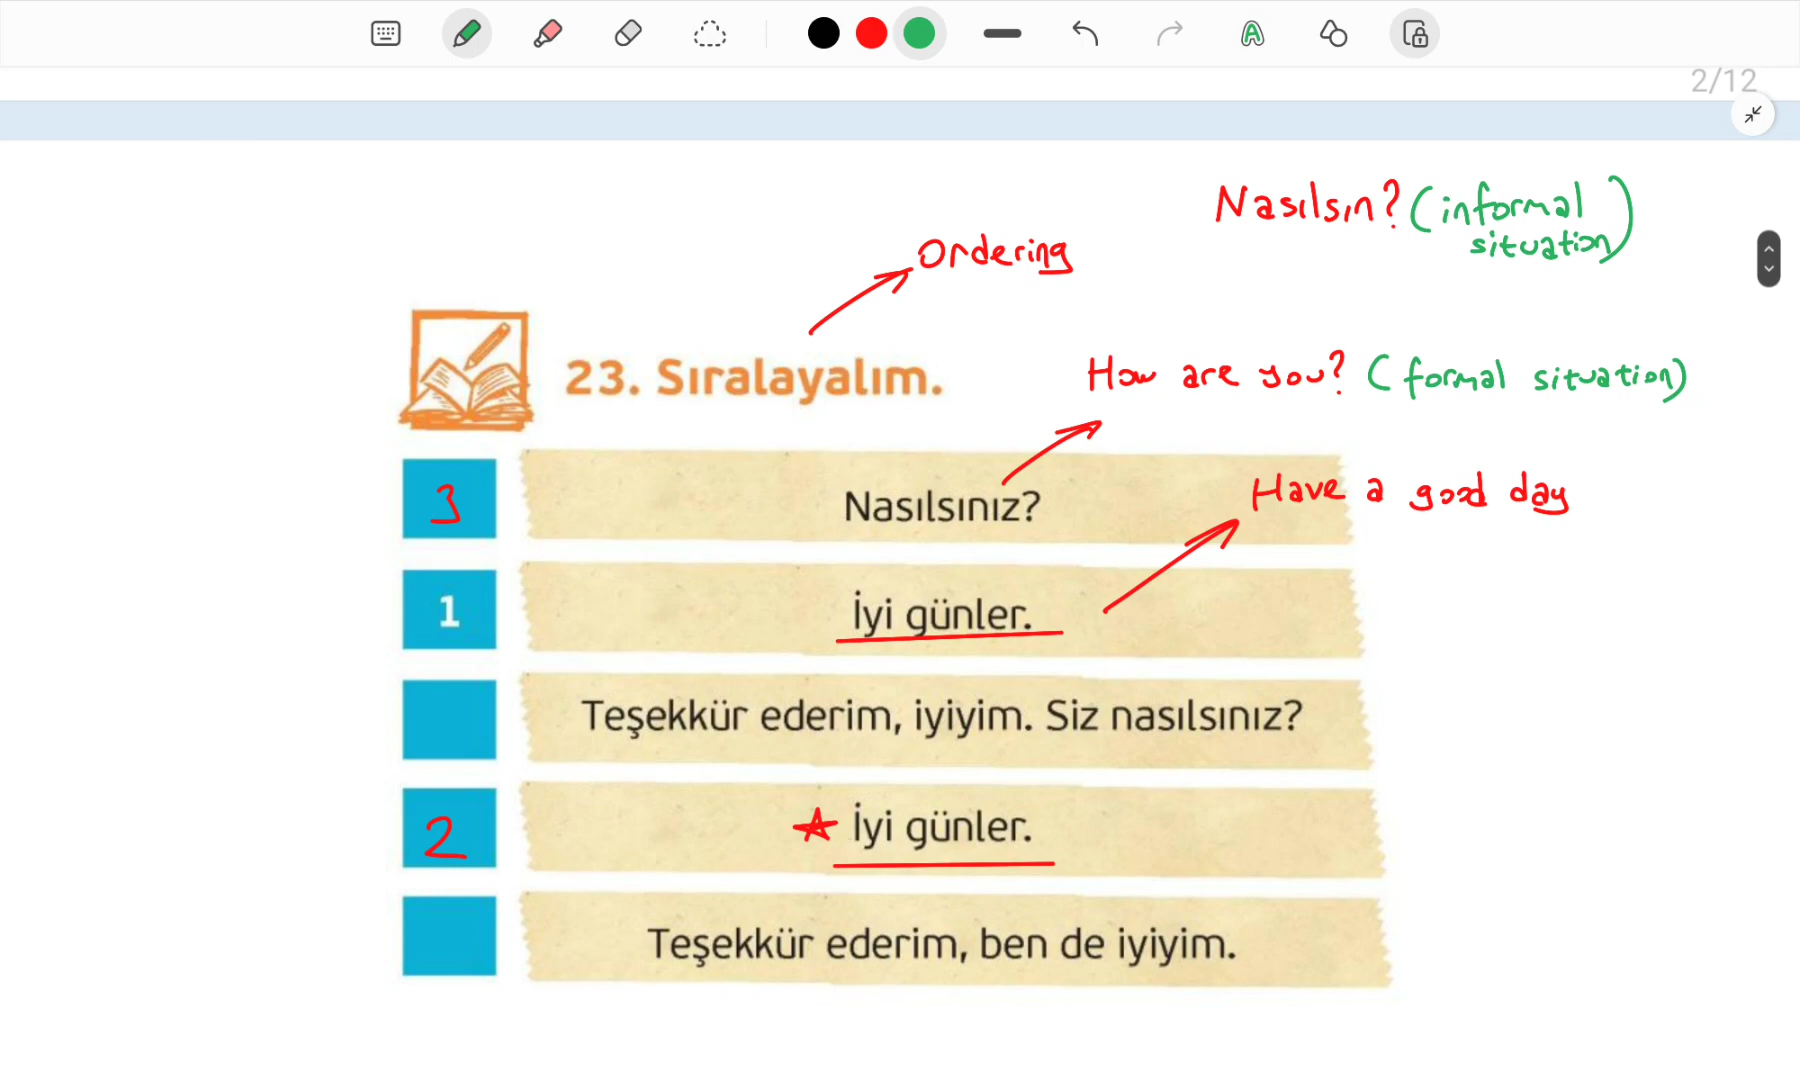 2/12
Nasılsın? (informal
situation)
Ordering
23. Sıralayalım.
How are you? (formal situation)
3 Nasılsınız?
Have a good day
1 İyi günler.
Teşekkür ederim, iyiyim. Siz nasılsınız?
2 İyi günler.
Teşekkür ederim, ben de iyiyim.